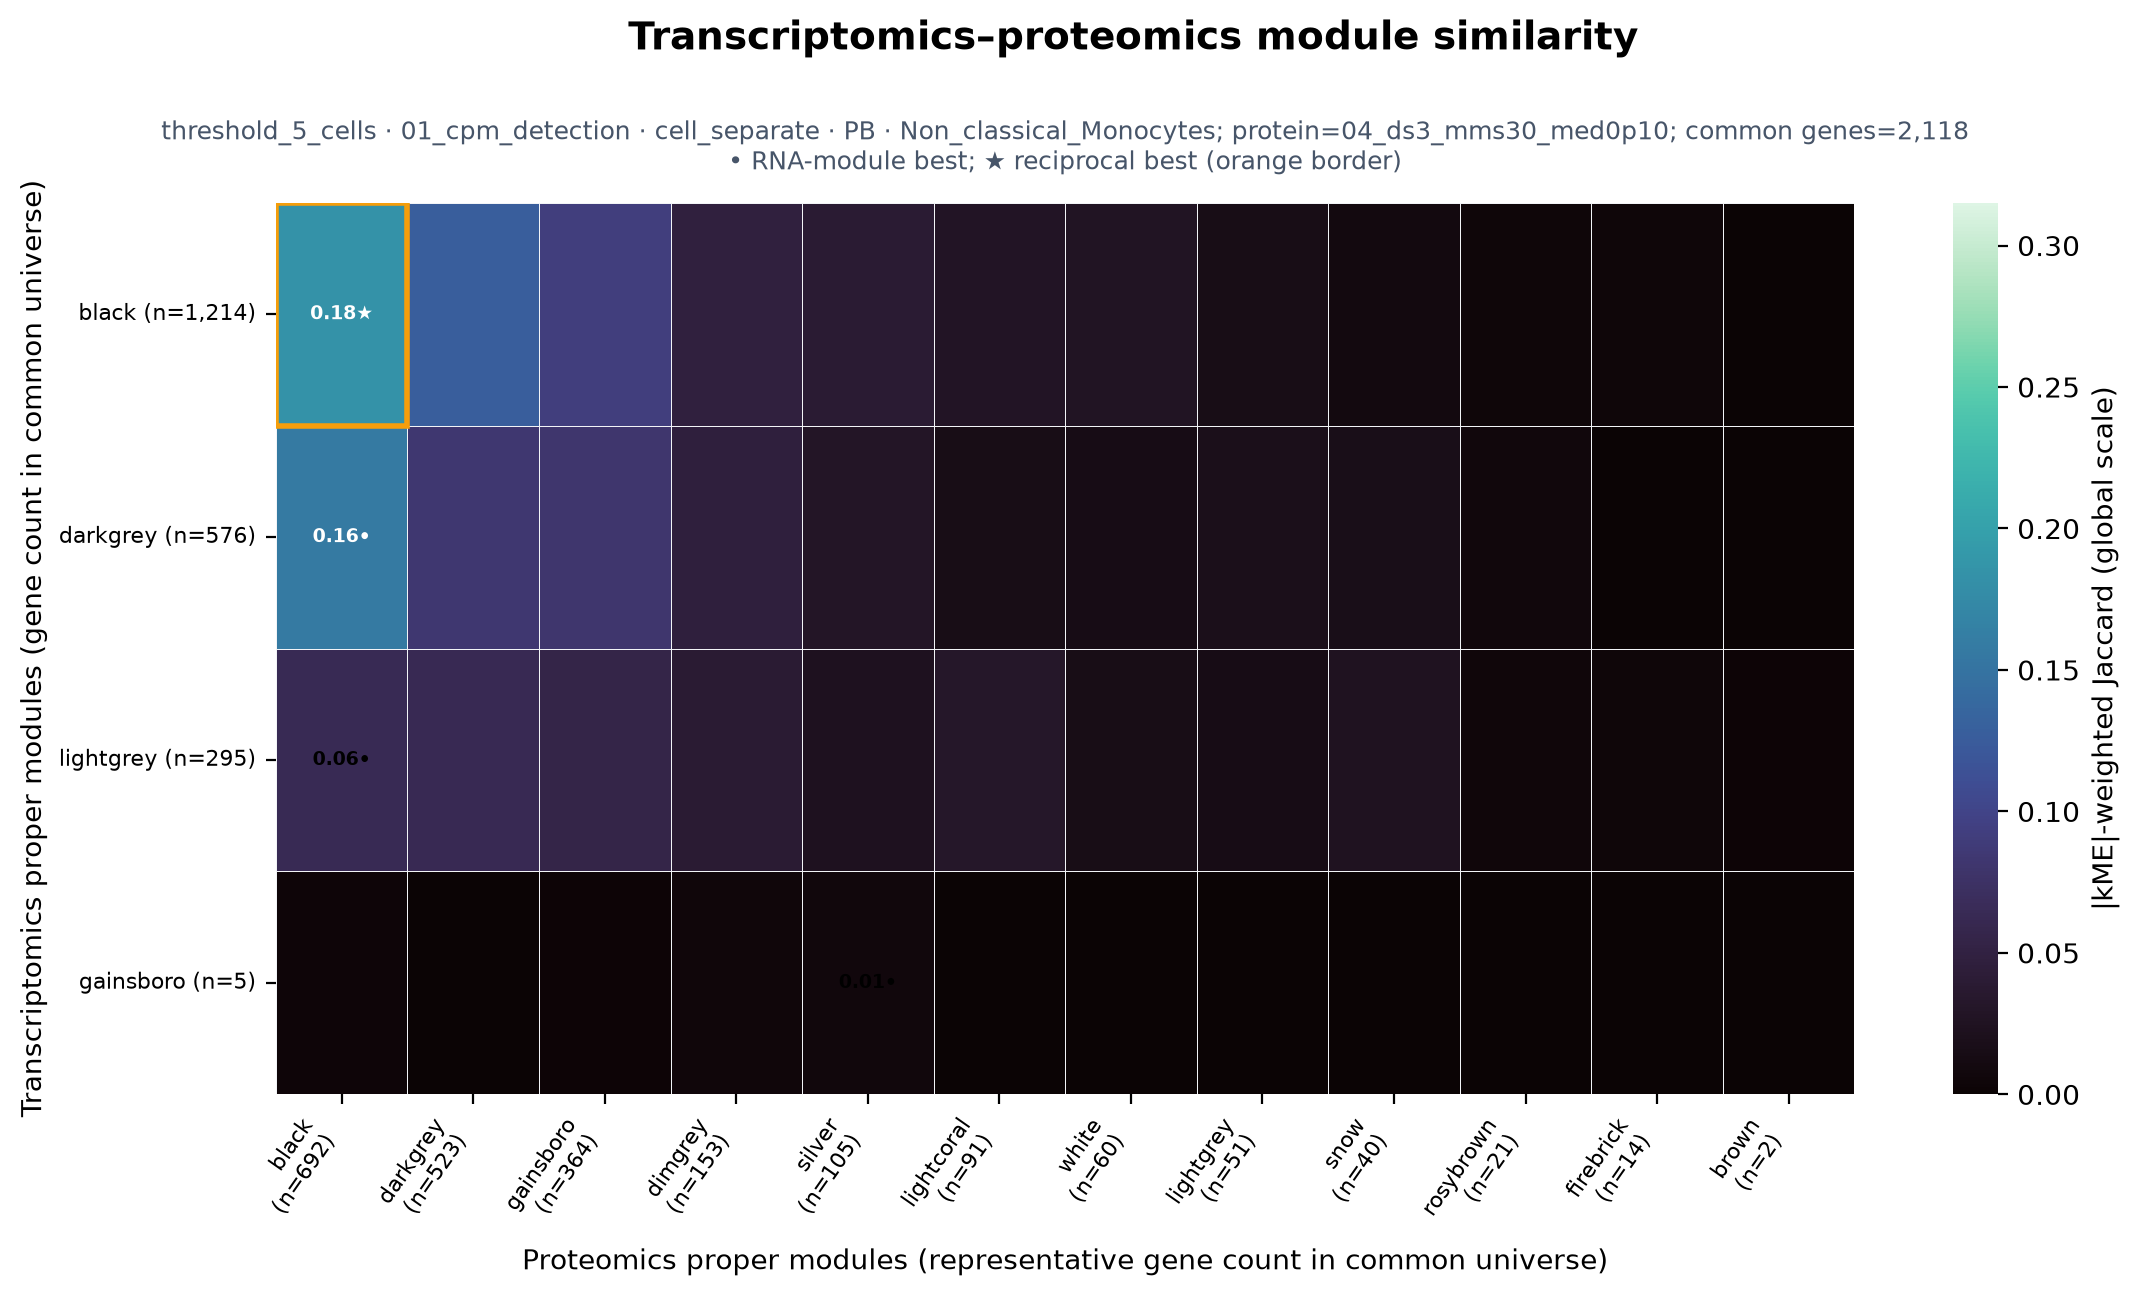 Transcriptomics–proteomics module similarity
threshold_5_cells · 01_cpm_detection · cell_separate · PB · Non_classical_Monocytes; protein=04_ds3_mms30_med0p10; common genes=2,118
• RNA-module best; ★ reciprocal best (orange border)
Transcriptomics proper modules (gene count in common universe)
black (n=1,214)
darkgrey (n=576)
lightgrey (n=295)
gainsboro (n=5)
0.18★
0.16•
0.06•
0.01•
black
(n=692)
darkgrey
(n=523)
gainsboro
(n=364)
dimgrey
(n=153)
silver
(n=105)
lightcoral
(n=91)
white
(n=60)
lightgrey
(n=51)
snow
(n=40)
rosybrown
(n=21)
firebrick
(n=14)
brown
(n=2)
Proteomics proper modules (representative gene count in common universe)
0.30
0.25
0.20
0.15
0.10
0.05
0.00
|kME|-weighted Jaccard (global scale)